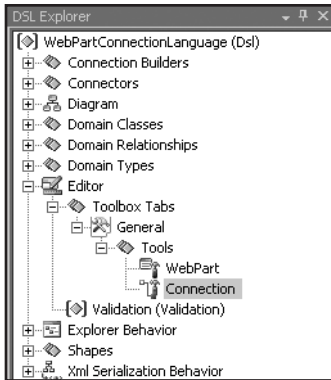 DSL Explorer
WebPartConnectionLanguage (Dsl)
Connection Builders
Connectors
Diagram
Domain Classes
Domain Relationships
Domain Types
Editor
Toolbox Tabs
General
Tools
WebPart
Connection
Validation (Validation)
Explorer Behavior
Shapes
Xml Serialization Behavior